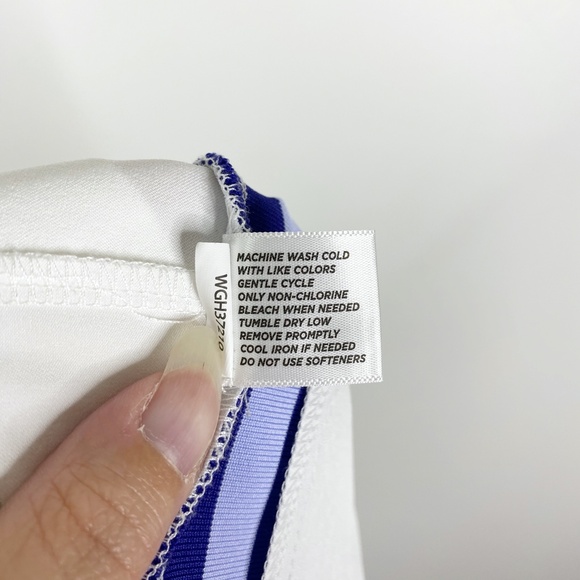 MACHINE WASH COLD
WITH LIKE COLORS
GENTLE CYCLE
ONLY NON-CHLORINE
BLEACH WHEN NEEDED
TUMBLE DRY LOW
REMOVE PROMPTLY
COOL IRON IF NEEDED
DO NOT USE SOFTENERS